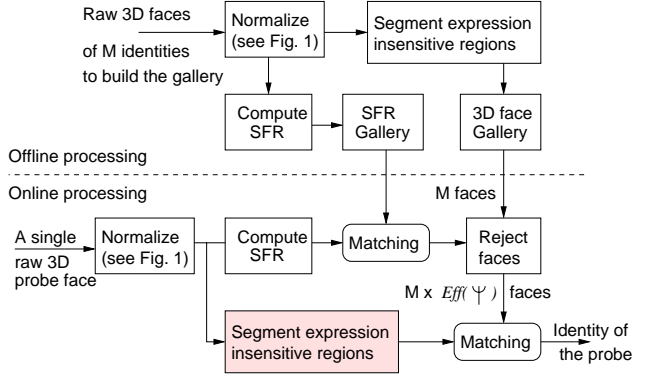 Raw 3D faces
of M identities
to build the gallery
Normalize
(see Fig. 1)
Segment expression
insensitive regions
Compute
SFR
SFR
Gallery
3D face
Gallery
Offline processing
Online processing
M faces
A single
raw 3D
probe face
Normalize
(see Fig. 1)
Compute
SFR
Matching
Reject
faces
M x Eff(Ψ) faces
Segment expression
insensitive regions
Matching
Identity of
the probe